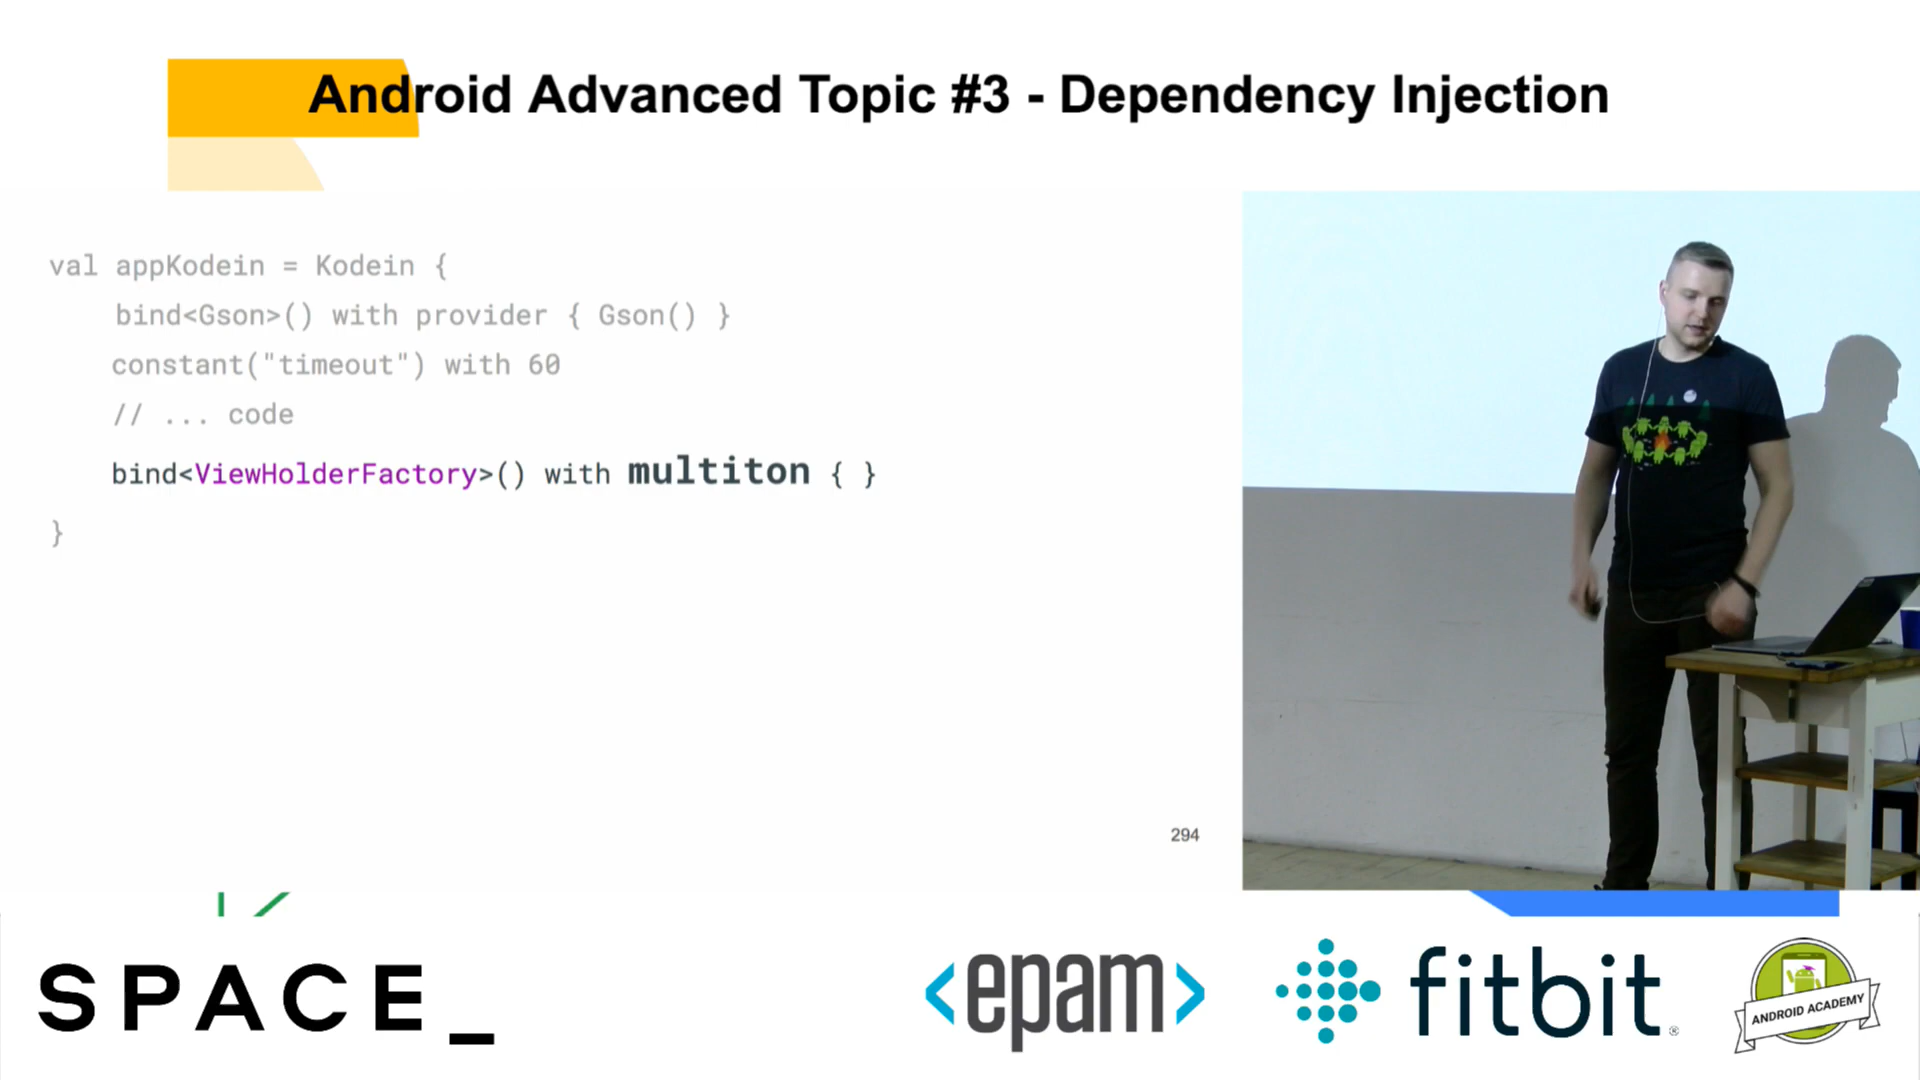 Android Advanced Topic #3 - Dependency Injection
val appKodein = Kodein {
bind<Gson>() with provider { Gson() }
constant("timeout") with 60
// ... code
bind<ViewHolderFactory>() with multiton { }
}
294
SPACE_
<epam>
fitbit®
ANDROID ACADEMY